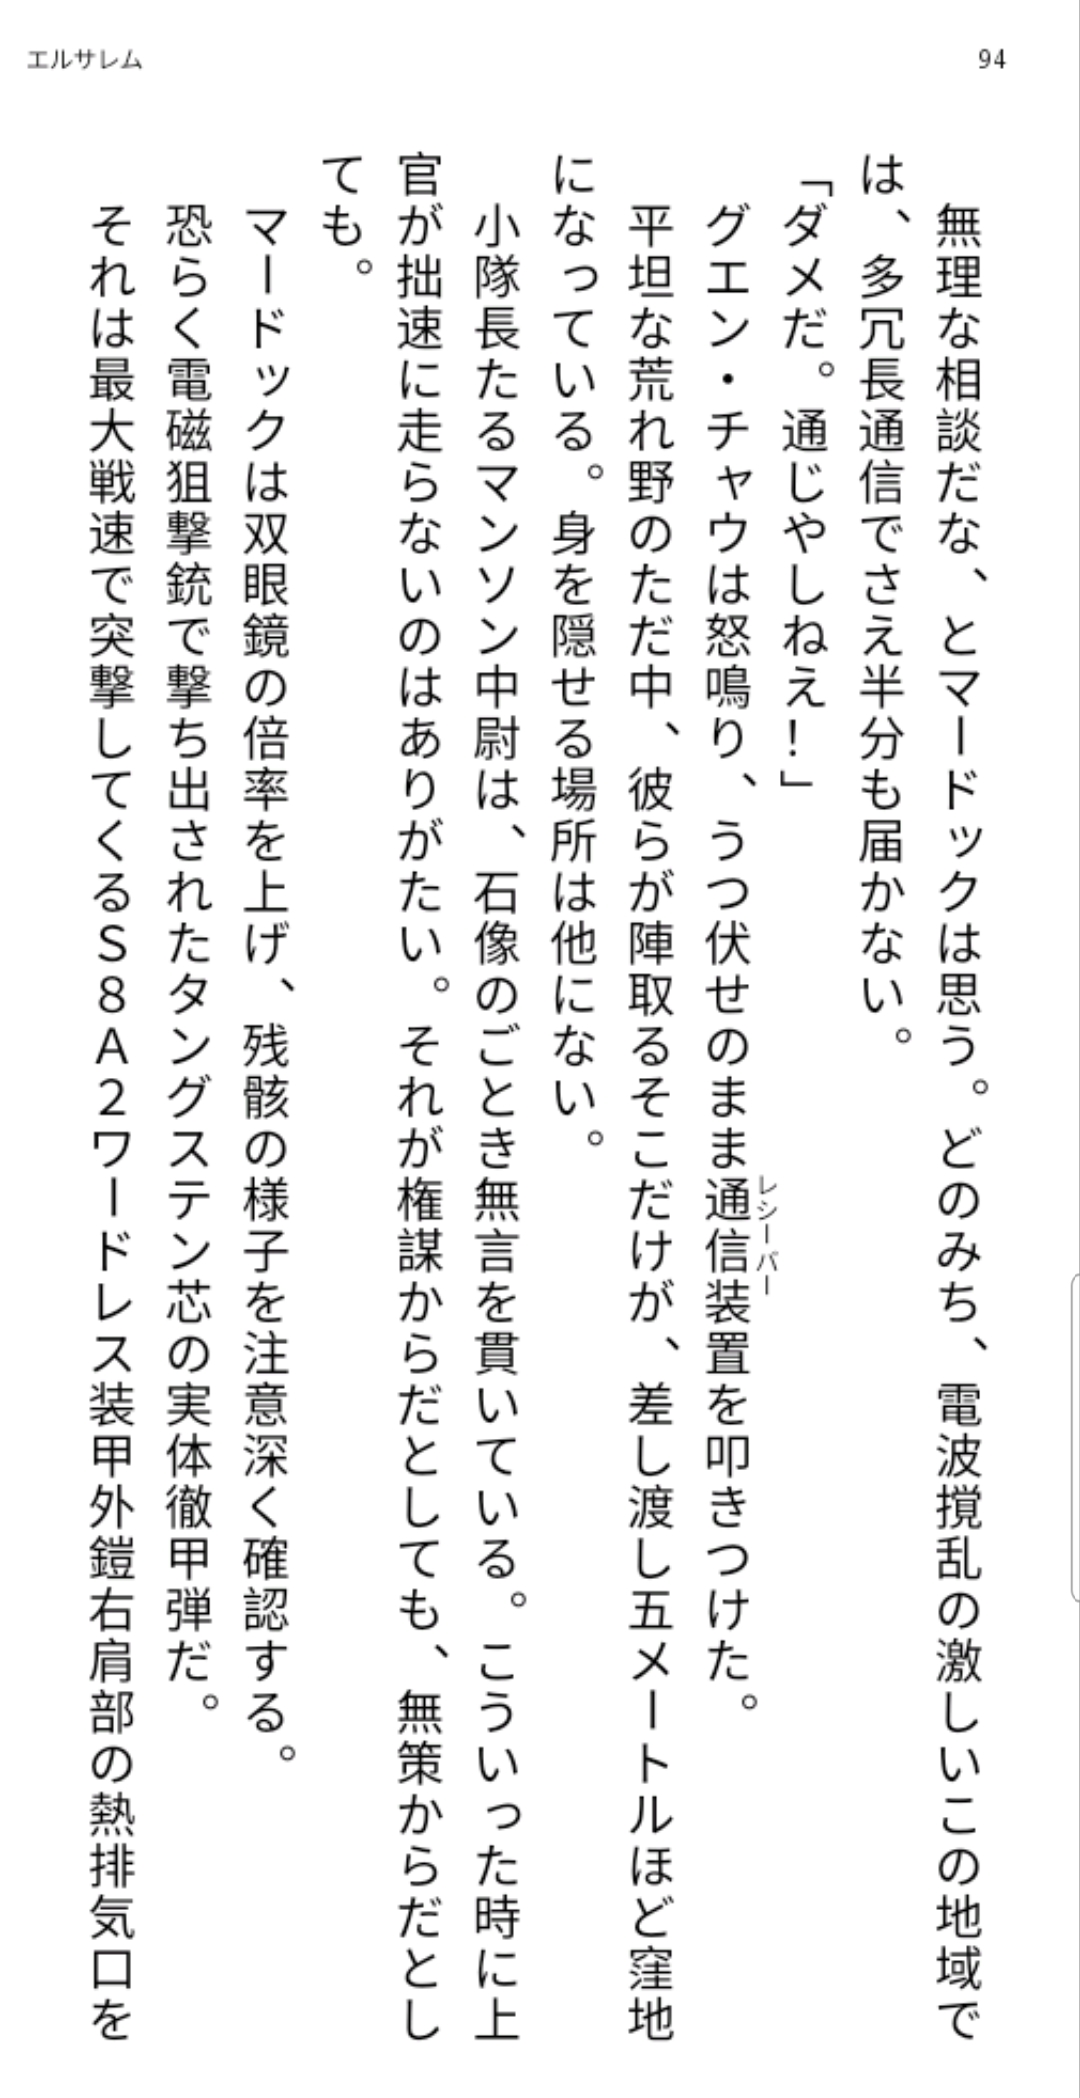 エルサレム
94
無理な相談だな、とマードックは思う。どのみち、電波撹乱の激しいこの地域で
は、多冗長通信でさえ半分も届かない。
「ダメだ。通じやしねえ！」
グエン・チャウは怒鳴り、うつ伏せのまま通信装置を叩きつけた。
レシーバー
平坦な荒れ野のただ中、彼らが陣取るそこだけが、差し渡し五メートルほど窪地
になっている。身を隠せる場所は他にない。
小隊長たるマンソン中尉は、石像のごとき無言を貫いている。こういった時に上
官が拙速に走らないのはありがたい。それが権謀からだとしても、無策からだとし
ても。
マードックは双眼鏡の倍率を上げ、残骸の様子を注意深く確認する。
恐らく電磁狙撃銃で撃ち出されたタングステン芯の実体徹甲弾だ。
それは最大戦速で突撃してくるＳ８Ａ２ワードレス装甲外鎧右肩部の熱排気口を